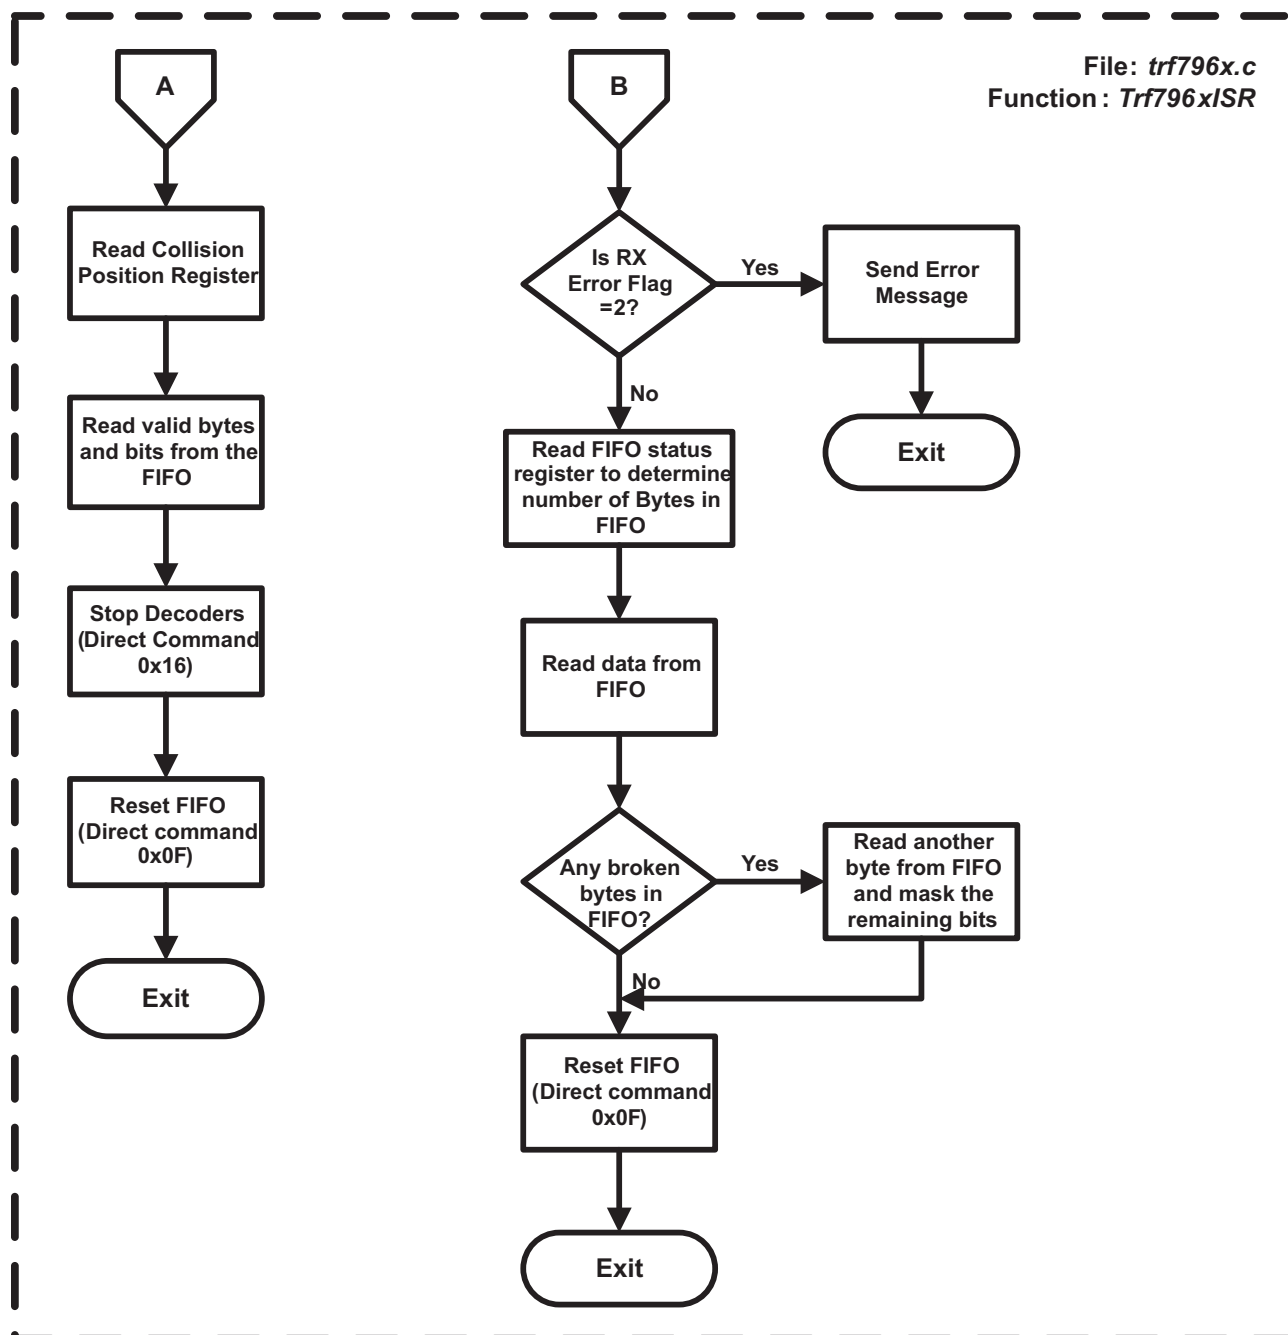 File: trf796x.c
Function: Trf796xISR
A
Read Collision
Position Register
Read valid bytes
and bits from the
FIFO
Stop Decoders
(Direct Command
0x16)
Reset FIFO
(Direct command
0x0F)
Exit
B
Is RX
Error Flag
=2?
Yes
Send Error
Message
Exit
No
Read FIFO status
register to determine
number of Bytes in
FIFO
Read data from
FIFO
Any broken
bytes in
FIFO?
Yes
Read another
byte from FIFO
and mask the
remaining bits
No
Reset FIFO
(Direct command
0x0F)
Exit